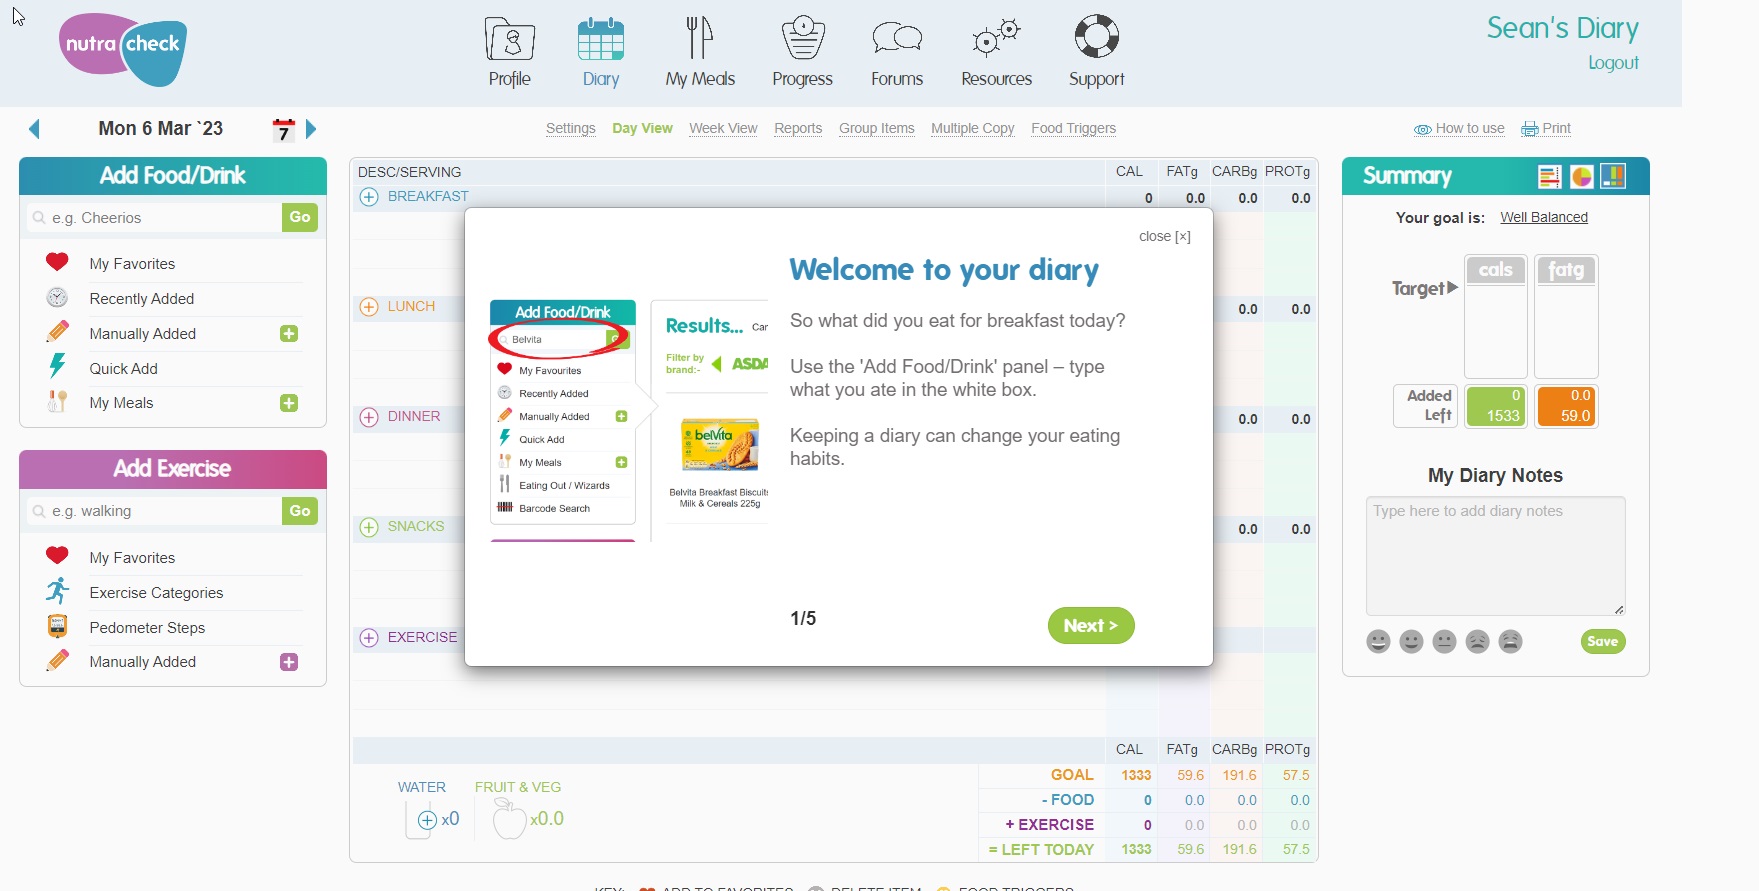 nutra check
Profile
Diary
My Meals
Progress
Forums
Resources
Support
Sean's Diary
Logout
Mon 6 Mar `23
7
Settings
Day View
Week View
Reports
Group Items
Multiple Copy
Food Triggers
How to use
Print
Add Food/Drink
e.g. Cheerios
Go
My Favorites
Recently Added
Manually Added
Quick Add
My Meals
Add Exercise
e.g. walking
Go
My Favorites
Exercise Categories
Pedometer Steps
Manually Added
DESC/SERVING CAL FATg CARBg PROTg
BREAKFAST 0 0.0 0.0 0.0
LUNCH 0.0 0.0
DINNER 0.0 0.0
SNACKS 0.0 0.0
EXERCISE
close [x]
Welcome to your diary
So what did you eat for breakfast today?
Use the 'Add Food/Drink' panel – type
what you ate in the white box.
Keeping a diary can change your eating
habits.
1/5
Next >
Add Food/Drink
Belvita
My Favourites
Recently Added
Manually Added
Quick Add
My Meals
Eating Out / Wizards
Barcode Search
Results...
Filter by
brand:-
ASDA
belVita
Belvita Breakfast Biscuits
Milk & Cereals 225g
CAL FATg CARBg PROTg
GOAL 1333 59.6 191.6 57.5
- FOOD 0 0.0 0.0 0.0
+ EXERCISE 0 0.0 0.0 0.0
= LEFT TODAY 1333 59.6 191.6 57.5
WATER
x0
FRUIT & VEG
x0.0
Summary
Your goal is: Well Balanced
cals fatg
Target
Added 0 0.0
Left 1533 59.0
My Diary Notes
Type here to add diary notes
Save
KEY: ADD TO FAVORITES DELETE ITEM FOOD TRIGGERS